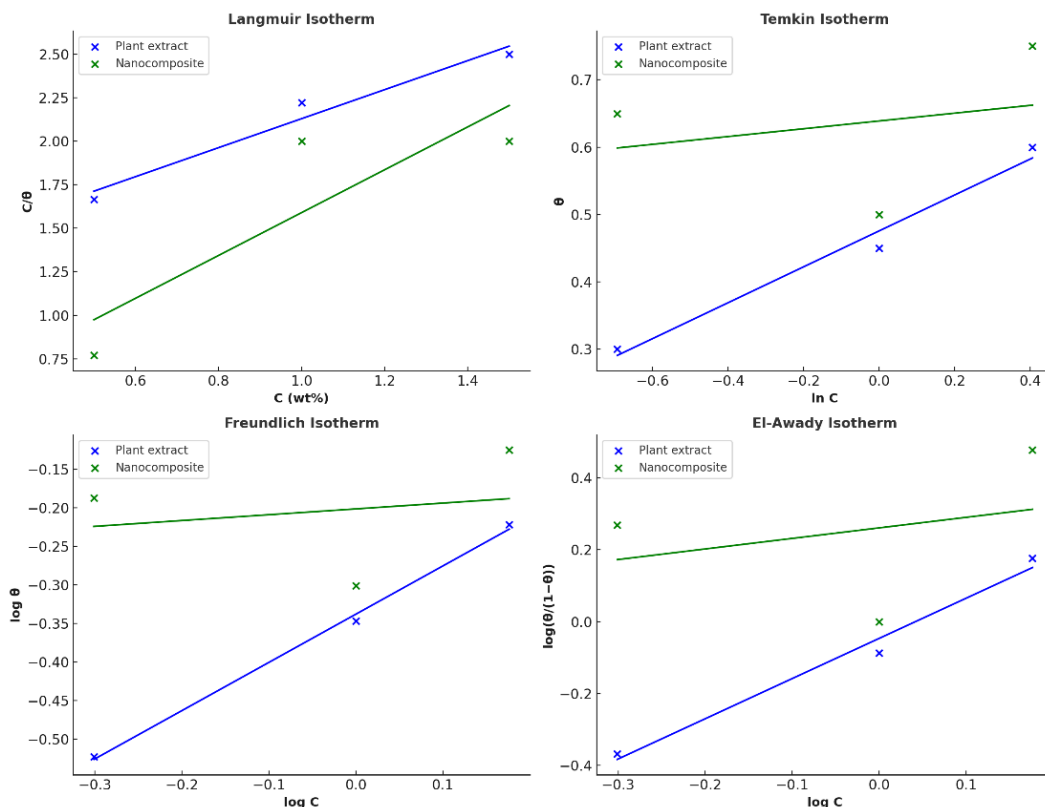 Langmuir Isotherm
Plant extract
Nanocomposite
2.50
2.25
2.00
1.75
1.50
1.25
1.00
0.75
C/θ
0.6
0.8
1.0
1.2
1.4
C (wt%)
Temkin Isotherm
Plant extract
Nanocomposite
0.7
0.6
0.5
0.4
0.3
θ
−0.6
−0.4
−0.2
0.0
0.2
0.4
ln C
Freundlich Isotherm
Plant extract
Nanocomposite
−0.15
−0.20
−0.25
−0.30
−0.35
−0.40
−0.45
−0.50
log θ
−0.3
−0.2
−0.1
0.0
0.1
log C
El-Awady Isotherm
Plant extract
Nanocomposite
0.4
0.2
0.0
−0.2
−0.4
log(θ/(1−θ))
−0.3
−0.2
−0.1
0.0
0.1
log C